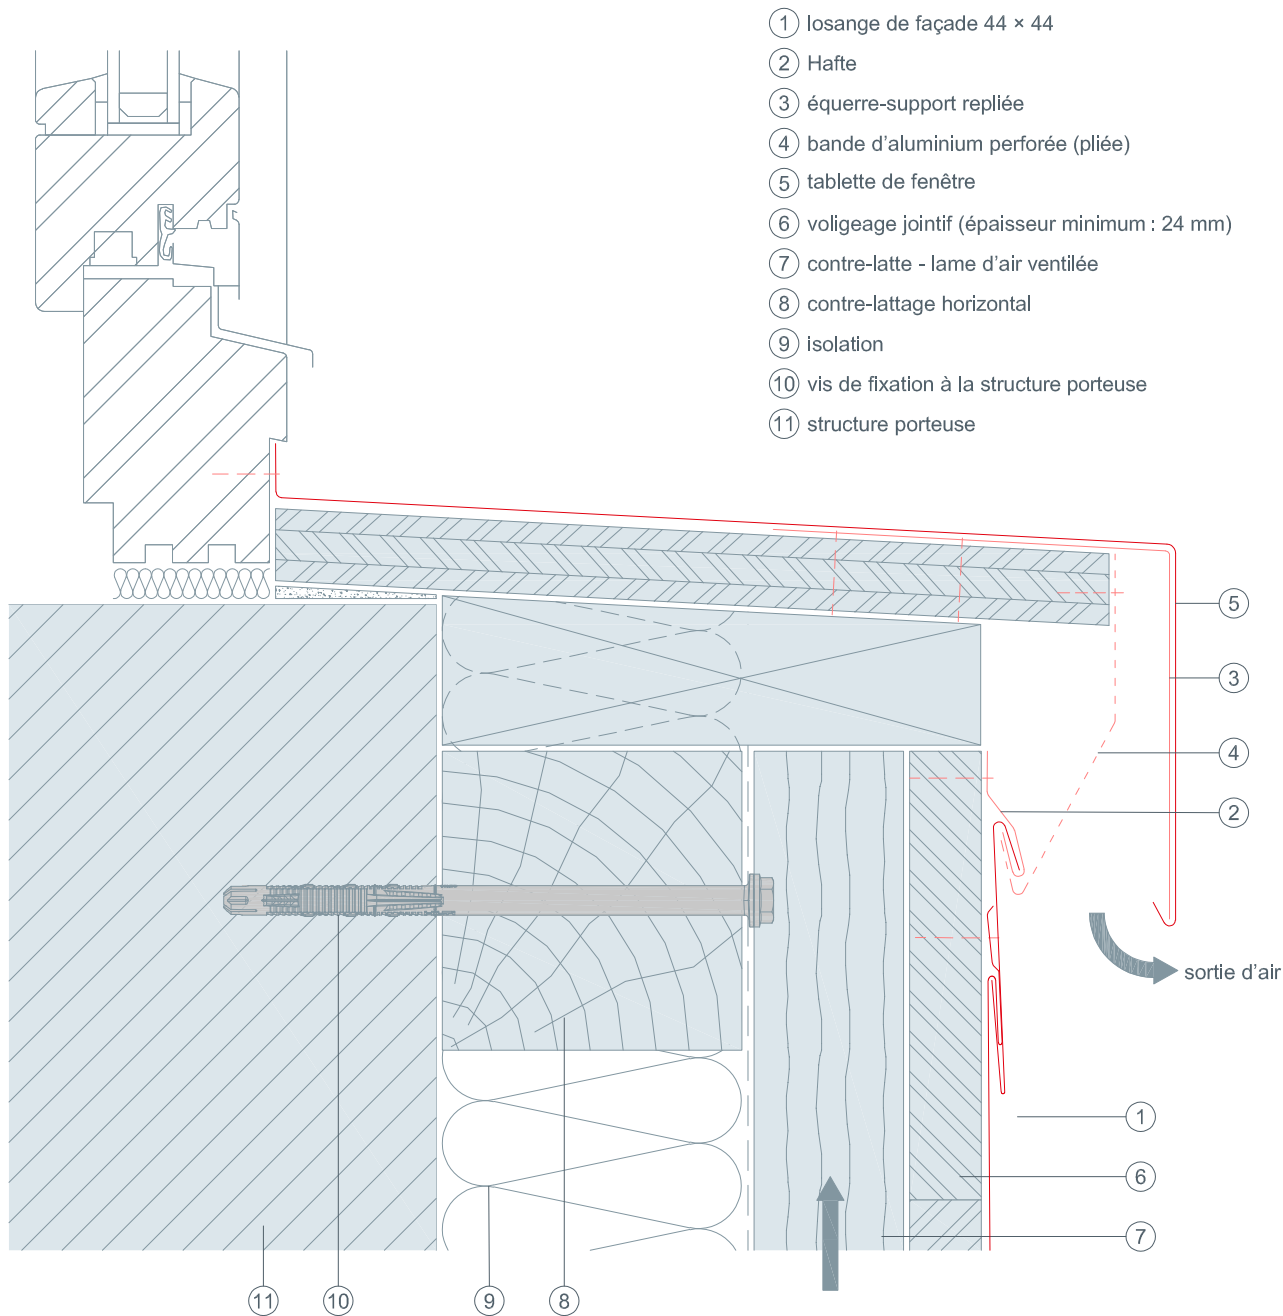 1 losange de façade 44 × 44
2 Hafte
3 équerre-support repliée
4 bande d’aluminium perforée (pliée)
5 tablette de fenêtre
6 voligeage jointif (épaisseur minimum : 24 mm)
7 contre-latte - lame d’air ventilée
8 contre-lattage horizontal
9 isolation
10 vis de fixation à la structure porteuse
11 structure porteuse
5
3
4
2
sortie d’air
1
6
7
11 10 9 8